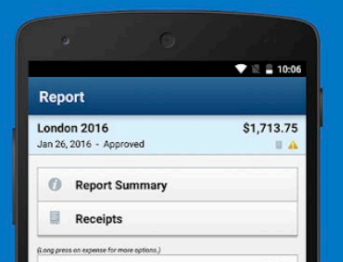 10:06
Report
London 2016 $1,713.75
Jan 26, 2016 - Approved
Report Summary
Receipts
(Long press on expense for more options.)